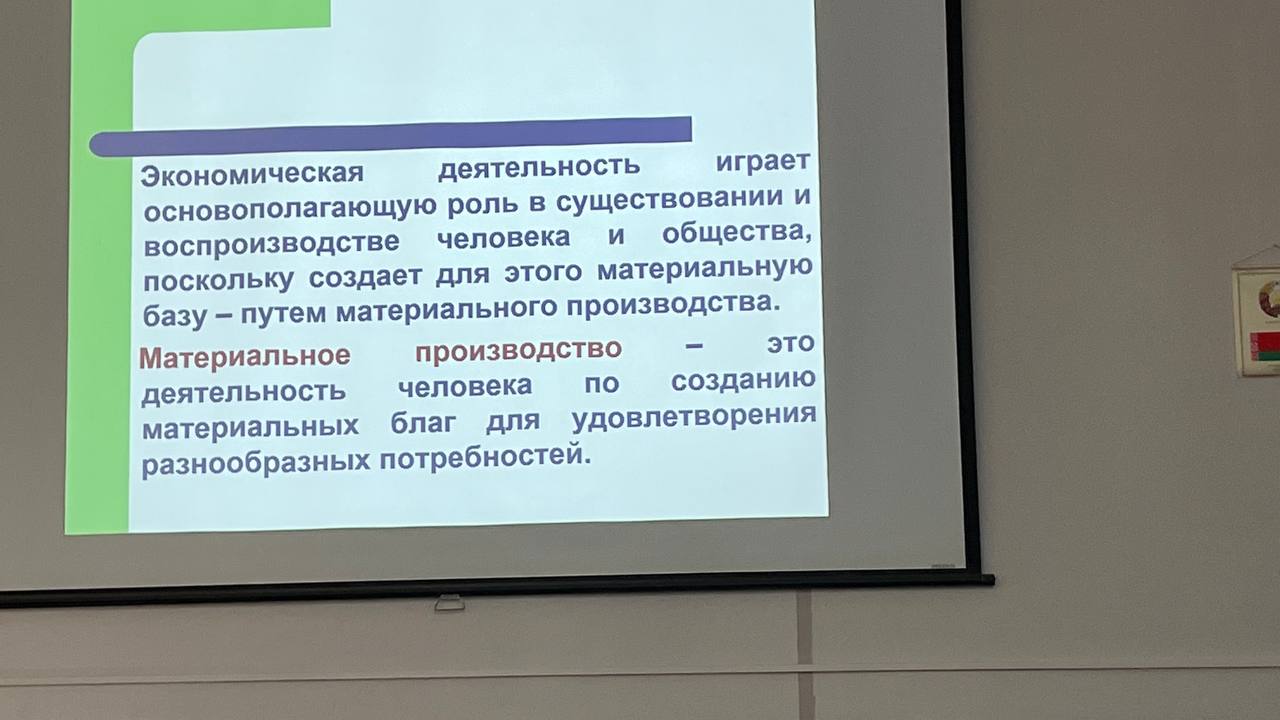 Экономическая деятельность играет
основополагающую роль в существовании и
воспроизводстве человека и общества,
поскольку создает для этого материальную
базу – путем материального производства.
Материальное производство – это
деятельность человека по созданию
материальных благ для удовлетворения
разнообразных потребностей.